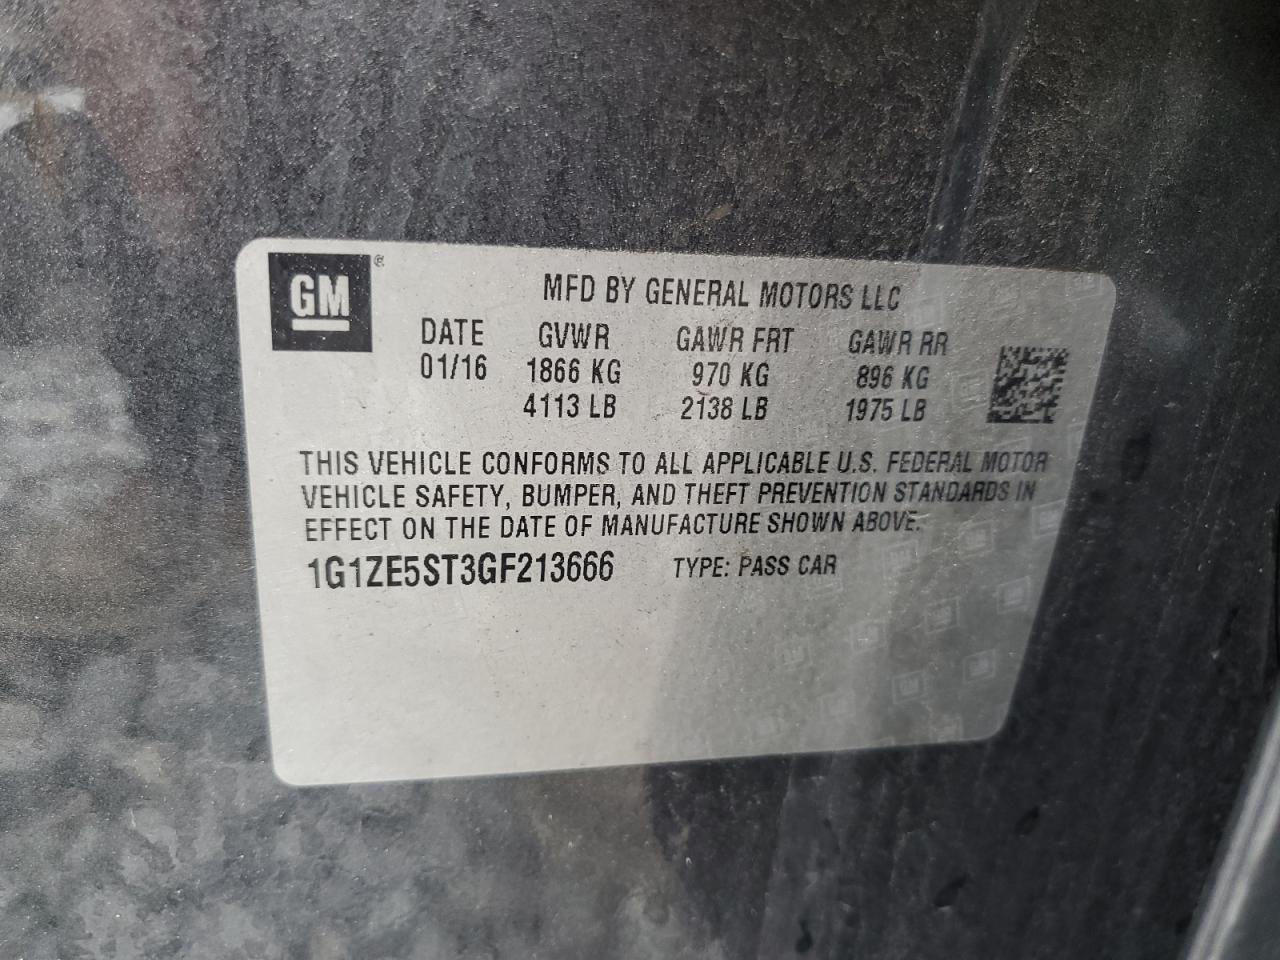 GM®
MFD BY GENERAL MOTORS LLC
DATE GVWR GAWR FRT GAWR RR
01/16 1866 KG 970 KG 896 KG
4113 LB 2138 LB 1975 LB
THIS VEHICLE CONFORMS TO ALL APPLICABLE U.S. FEDERAL MOTOR
VEHICLE SAFETY, BUMPER, AND THEFT PREVENTION STANDARDS IN
EFFECT ON THE DATE OF MANUFACTURE SHOWN ABOVE.
1G1ZE5ST3GF213666 TYPE: PASS CAR